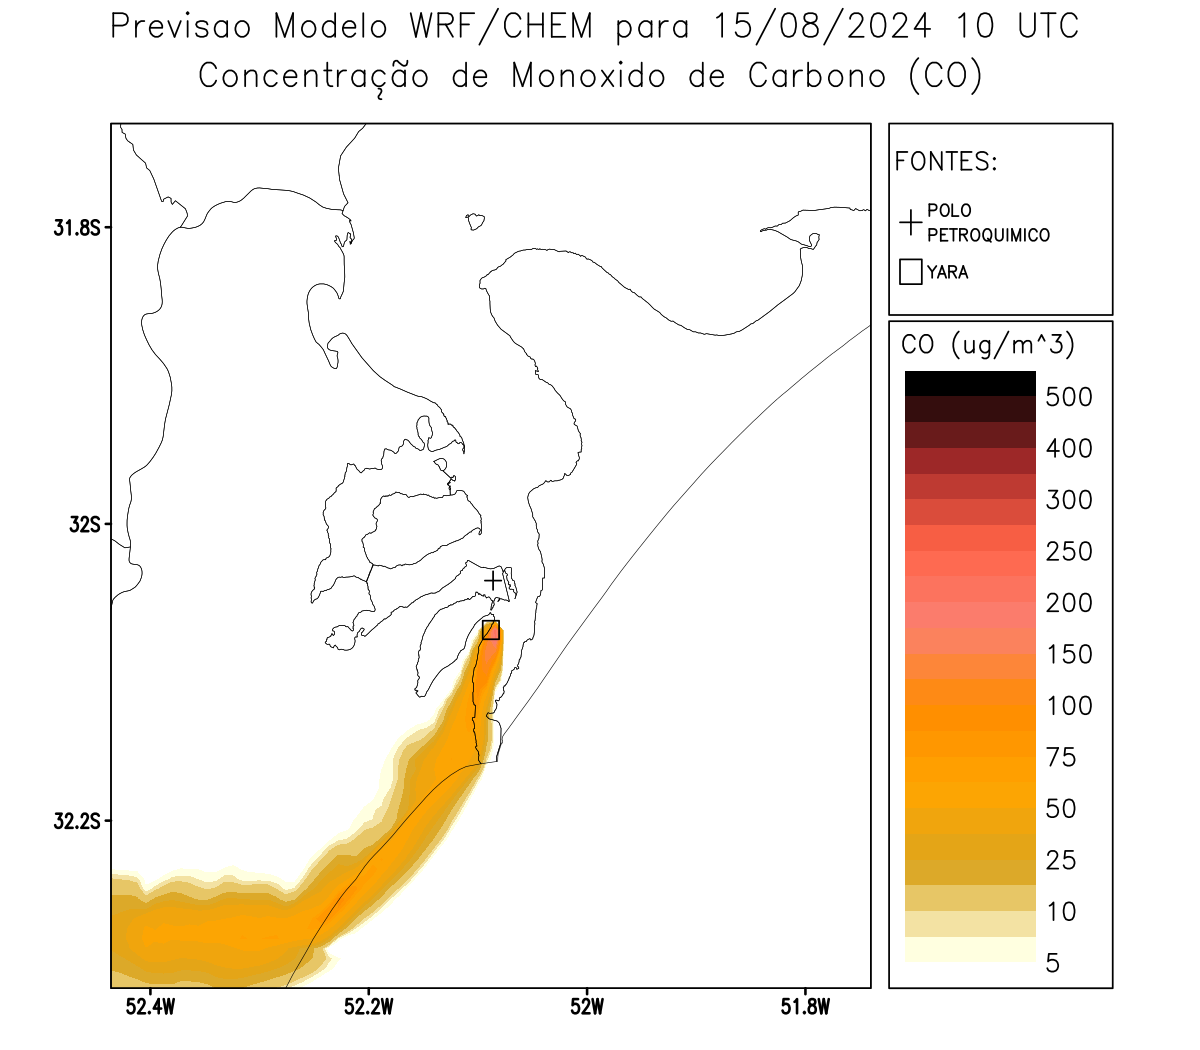 Previsao Modelo WRF/CHEM para 15/08/2024 10 UTC
Concentração de Monoxido de Carbono (CO)
FONTES:
POLO
PETROQUIMICO
YARA
CO (ug/m^3)
500
400
300
250
200
150
100
75
50
25
10
5
31.8S
32S
32.2S
52.4W
52.2W
52W
51.8W